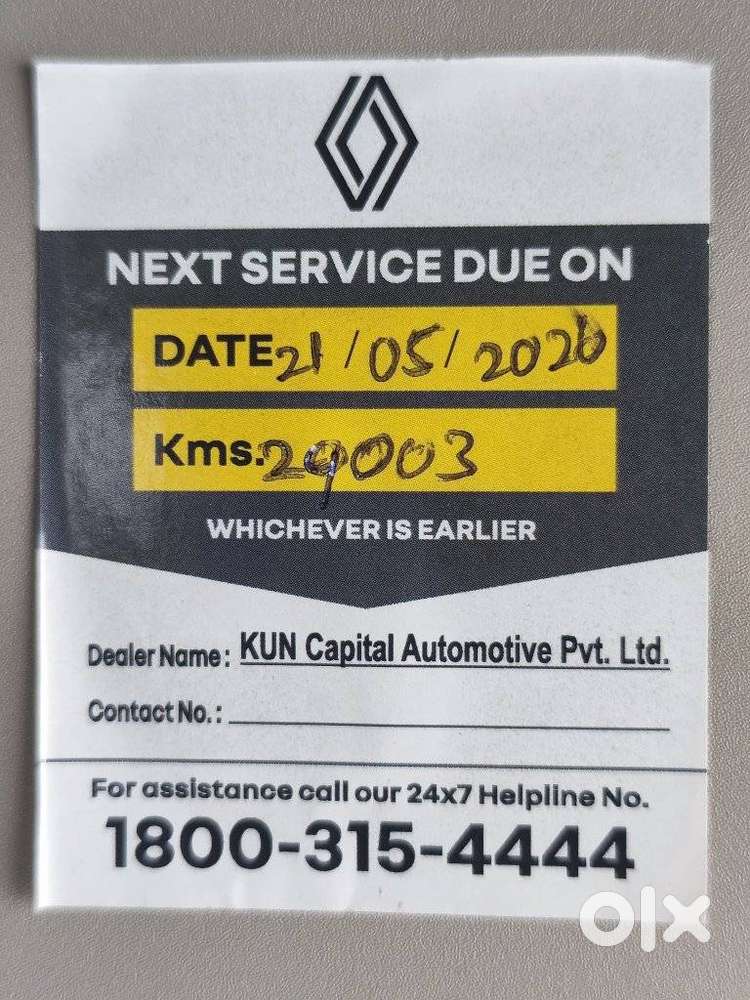 NEXT SERVICE DUE ON
DATE 21/05/2026
Kms. 29003
WHICHEVER IS EARLIER
Dealer Name: KUN Capital Automotive Pvt. Ltd.
Contact No.:
For assistance call our 24x7 Helpline No.
1800-315-4444
olx